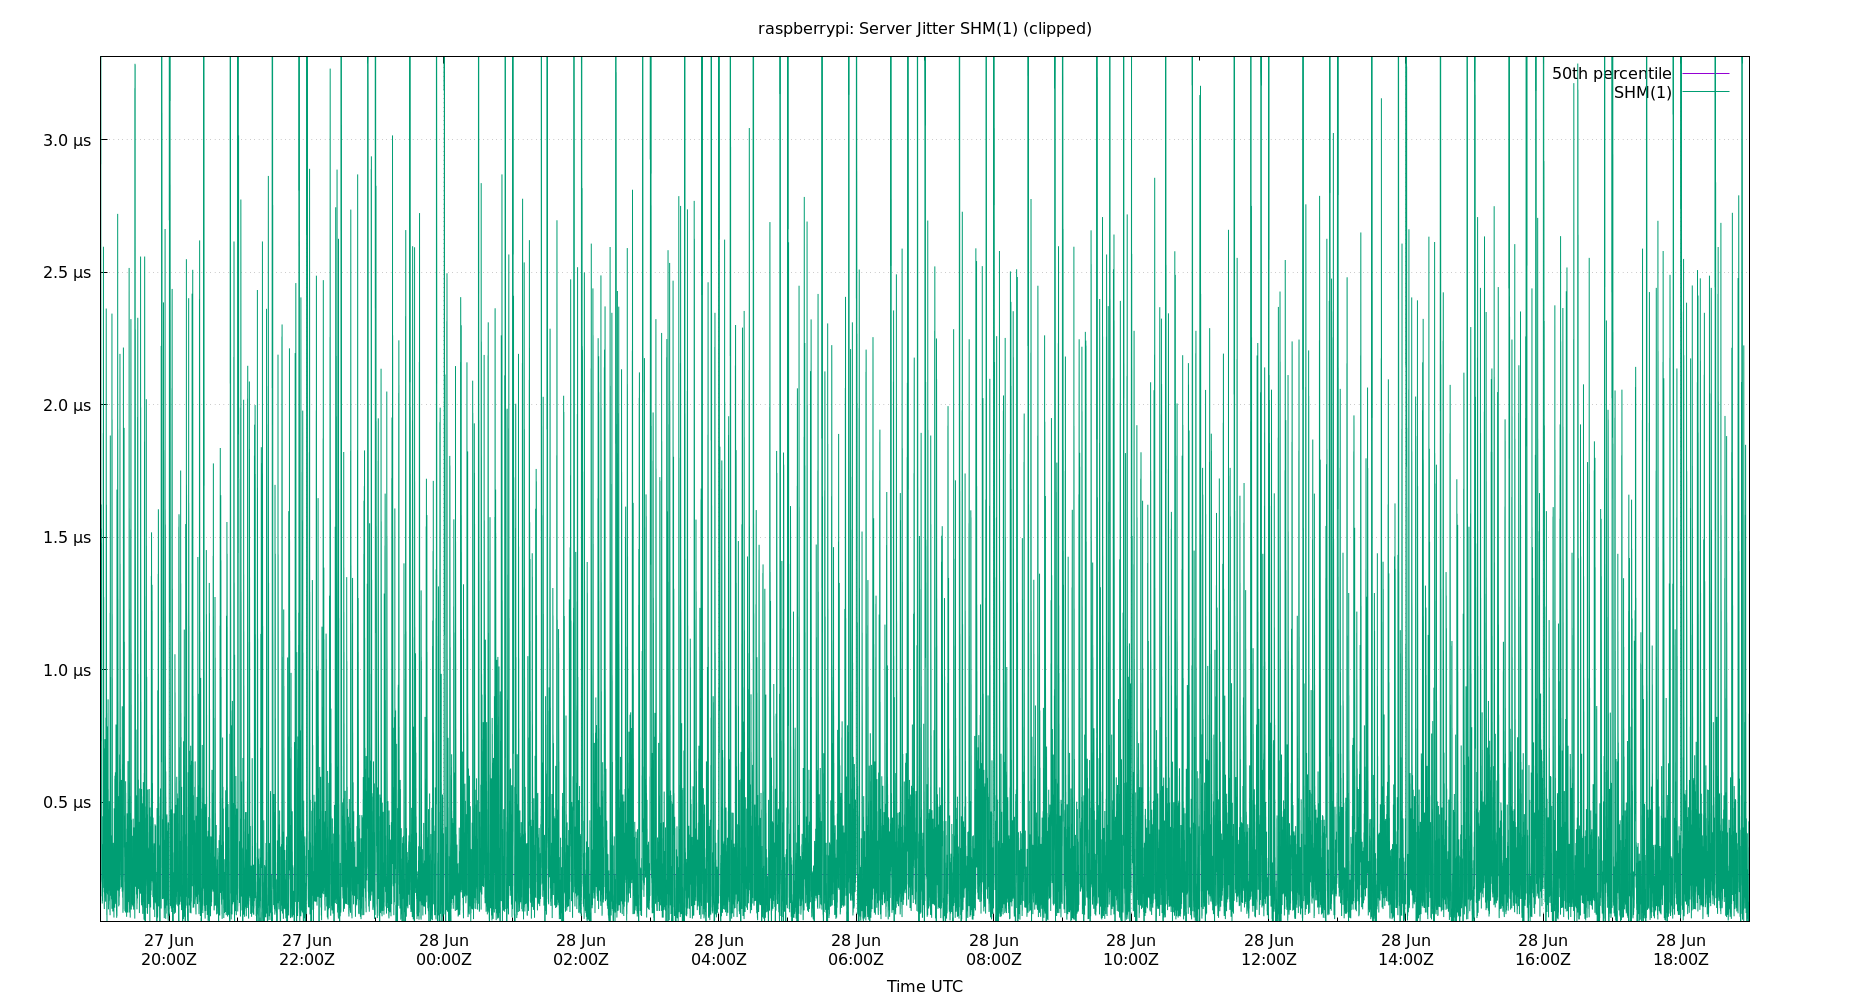 raspberrypi: Server Jitter SHM(1) (clipped)
50th percentile
SHM(1)
3.0 µs
2.5 µs
2.0 µs
1.5 µs
1.0 µs
0.5 µs
27 Jun 27 Jun 28 Jun 28 Jun 28 Jun 28 Jun 28 Jun 28 Jun 28 Jun 28 Jun 28 Jun 28 Jun
20:00Z 22:00Z 00:00Z 02:00Z 04:00Z 06:00Z 08:00Z 10:00Z 12:00Z 14:00Z 16:00Z 18:00Z
Time UTC